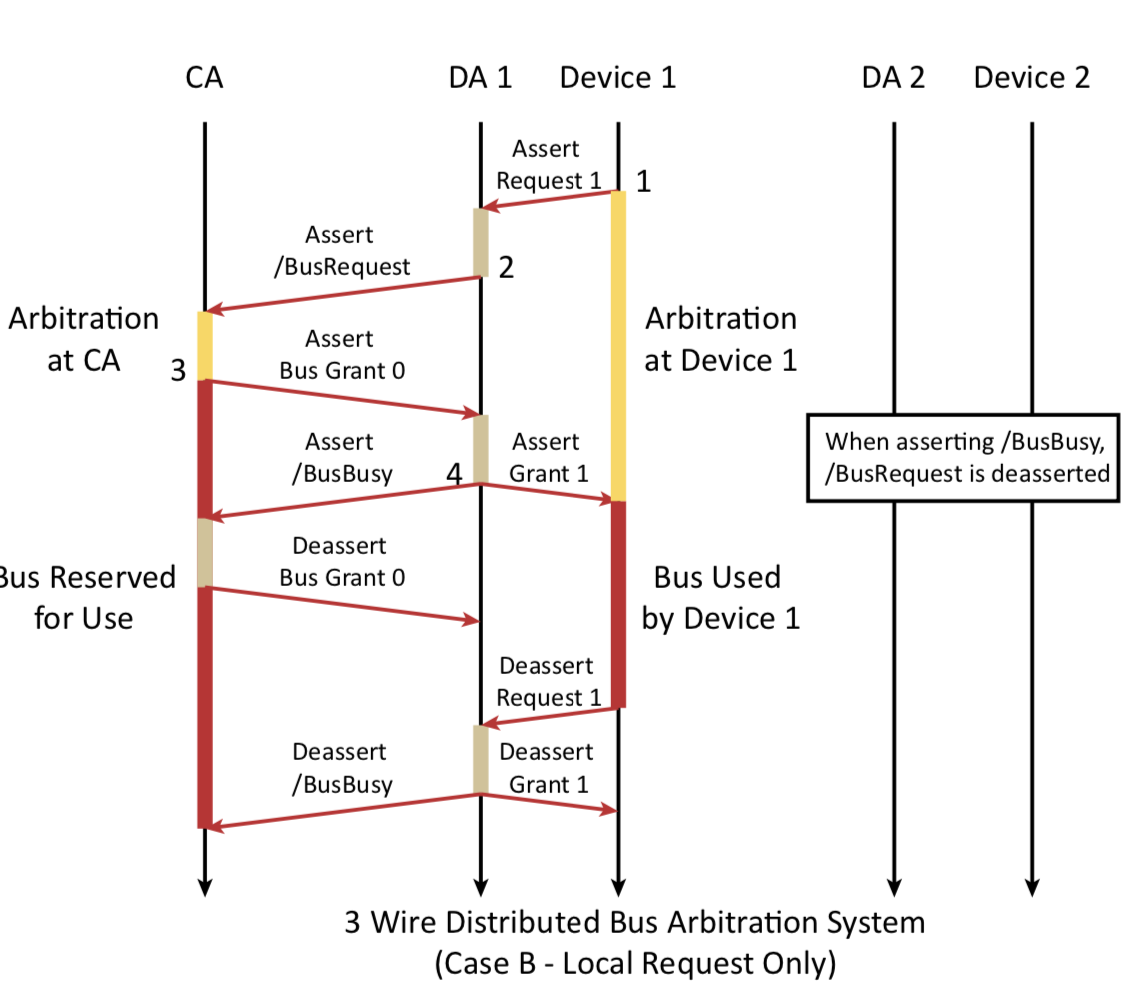 CA
DA 1
Device 1
DA 2
Device 2
Assert
Request 1
1
Assert
/BusRequest
2
Arbitration
at CA
Arbitration
at Device 1
Assert
Bus Grant 0
3
Assert
/BusBusy
4
Assert
Grant 1
When asserting /BusBusy,
/BusRequest is deasserted
Deassert
Bus Grant 0
Bus Reserved
for Use
Bus Used
by Device 1
Deassert
Request 1
Deassert
/BusBusy
Deassert
Grant 1
3 Wire Distributed Bus Arbitration System
(Case B - Local Request Only)